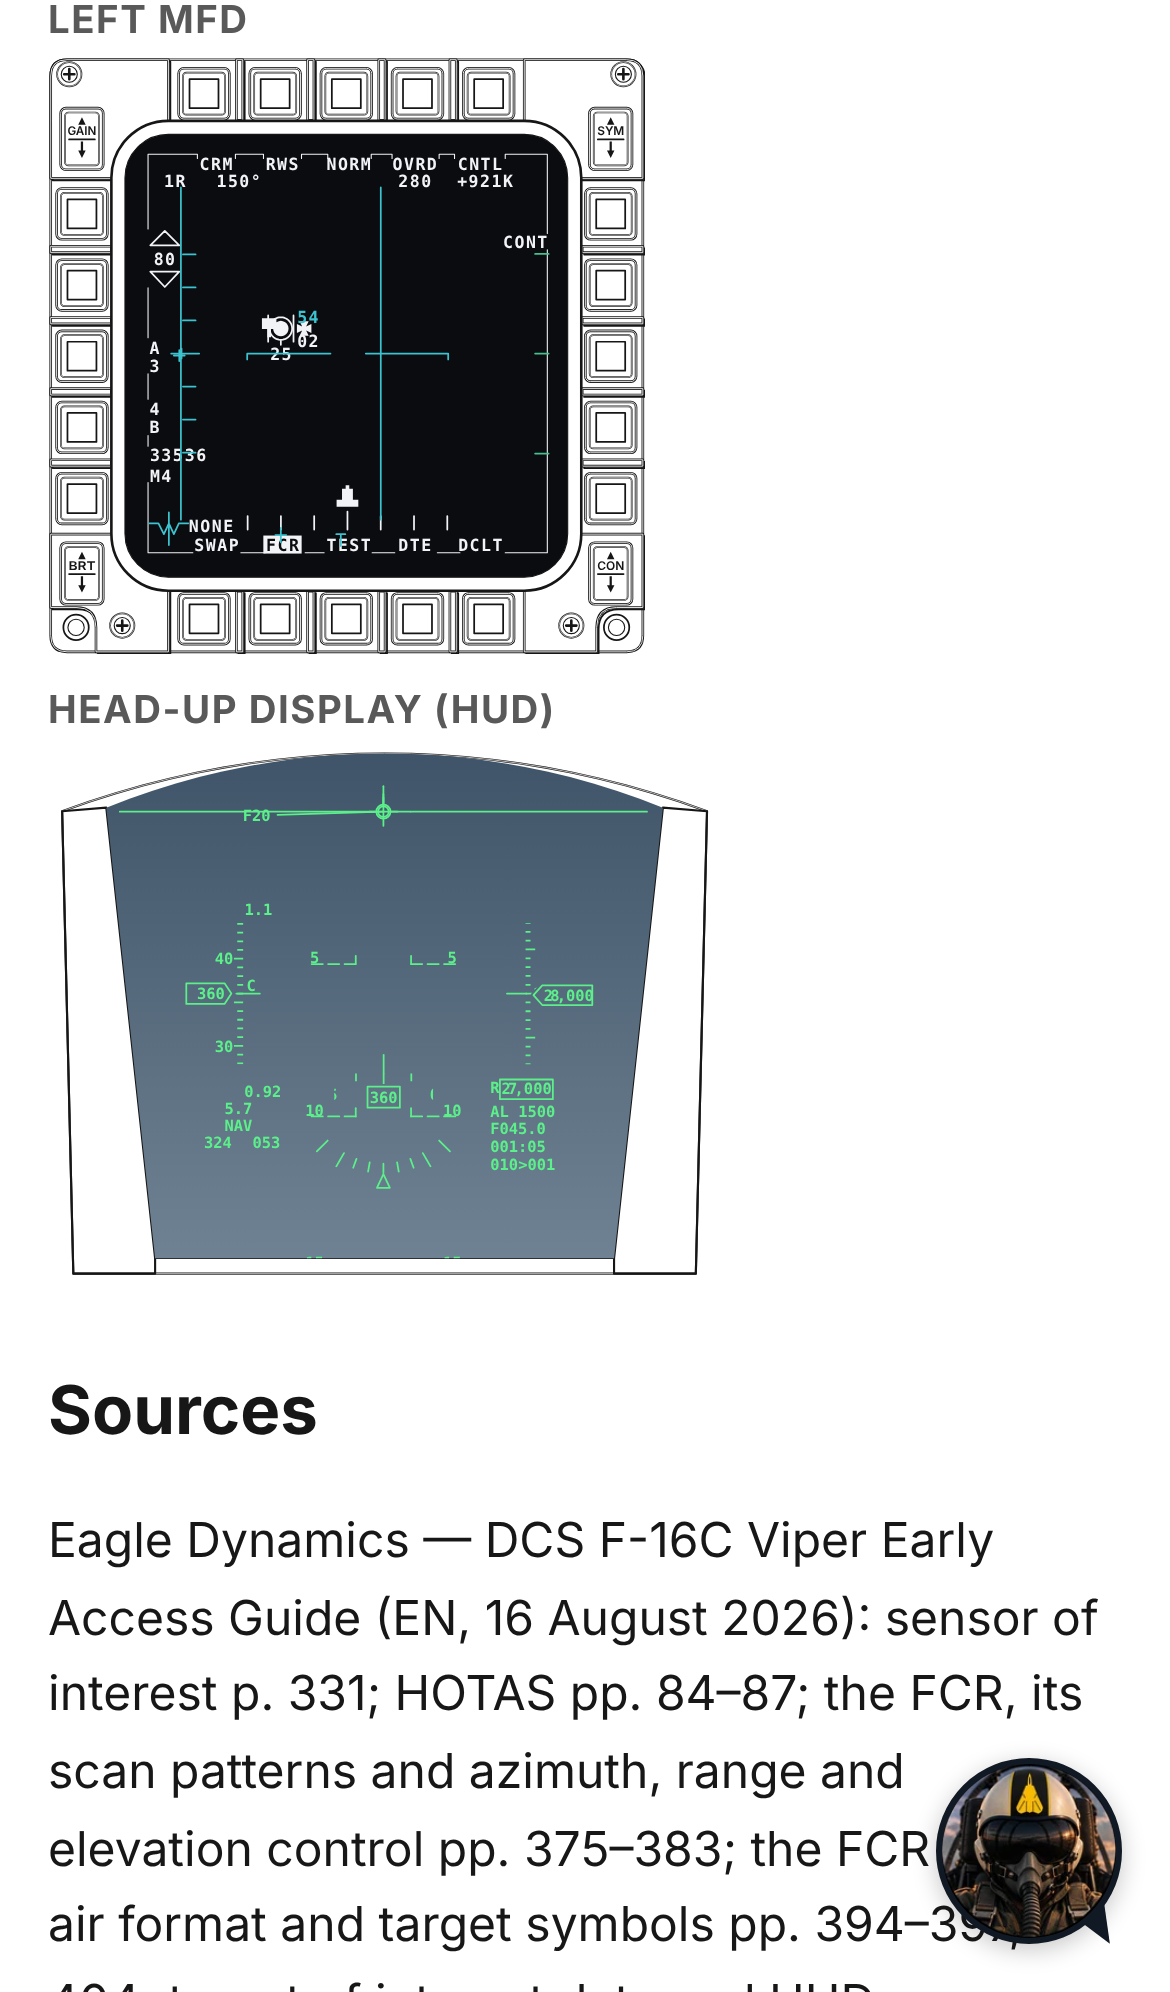 LEFT MFD
GAIN
SYM
CRM RWS NORM OVRD CNTL
1R 150° 280 +921K
CONT
80
54
02
25
A
3
4
B
33536
M4
NONE
SWAP FCR TEST DTE DCLT
BRT
CON
HEAD-UP DISPLAY (HUD)
F20
1.1
40 5 5
C
360 28,000
30
0.92 360 R27,000
5.7 10 10 AL 1500
NAV F045.0
324 053 001:05
010>001
Sources
Eagle Dynamics — DCS F-16C Viper Early
Access Guide (EN, 16 August 2026): sensor of
interest p. 331; HOTAS pp. 84–87; the FCR, its
scan patterns and azimuth, range and
elevation control pp. 375–383; the FCR
air format and target symbols pp.